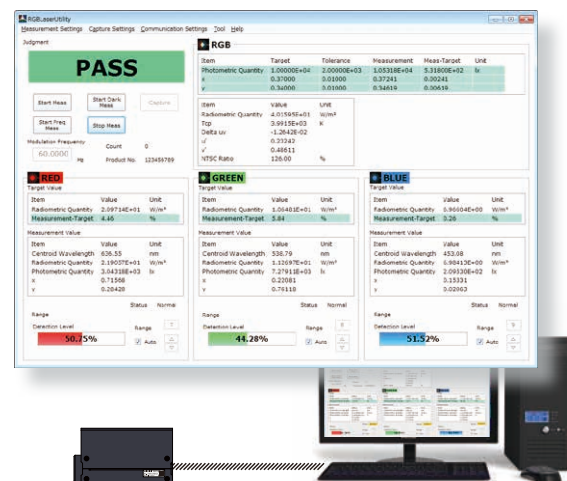 RGBLaserUtility
Measurement Settings Capture Settings Communication Settings Tool Help
Judgment
PASS
Start Meas Start Dark Meas Capture
Start Freq Meas Stop Meas
Modulation Frequency
60.0000 Hz
Count 0
Product No. 123456789
RGB
Item Target Tolerance Measurement Meas-Target Unit
Photometric Quantity 1.00000E+04 2.00000E+03 1.05318E+04 5.31800E+02 lx
x 0.37000 0.01000 0.37241 0.00241
y 0.34000 0.01000 0.34619 0.00619
Item Value Unit
Radiometric Quantity 4.01595E+01 W/m²
Tcp 3.9915E+03 K
Delta uv -1.2642E-02
u' 0.23242
v' 0.48611
NTSC Ratio 126.00 %
RED
Target Value
Item Value Unit
Radiometric Quantity 2.09714E+01 W/m²
Measurement-Target 4.46 %
Measurement Value
Item Value Unit
Centroid Wavelength 636.55 nm
Radiometric Quantity 2.19057E+01 W/m²
Photometric Quantity 3.04318E+03 lx
x 0.71568
y 0.28428
Status Normal
Range
Detection Level Range
50.75% Auto
GREEN
Target Value
Item Value Unit
Radiometric Quantity 1.06401E+01 W/m²
Measurement-Target 5.84 %
Measurement Value
Item Value Unit
Centroid Wavelength 536.79 nm
Radiometric Quantity 1.12697E+01 W/m²
Photometric Quantity 7.27911E+03 lx
x 0.22081
y
Status Normal
Range
Detection Level Range
44.28% Auto
BLUE
Target Value
Item Value Unit
Radiometric Quantity 6.96604E+00 W/m²
Measurement-Target 0.26 %
Measurement Value
Item Value Unit
Centroid Wavelength 453.08 nm
Radiometric Quantity 6.98413E+00 W/m²
Photometric Quantity 2.09530E+02 lx
x 0.15331
y
Status Normal
Range
Detection Level Range
51.52% Auto